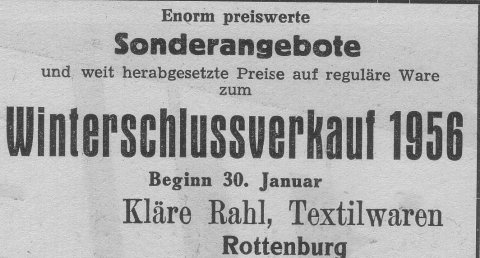 Enorm preiswerte
Sonderangebote
und weit herabgesetzte Preise auf reguläre Ware
zum
Winterschlussverkauf 1956
Beginn 30. Januar
Kläre Rahl, Textilwaren
Rottenburg